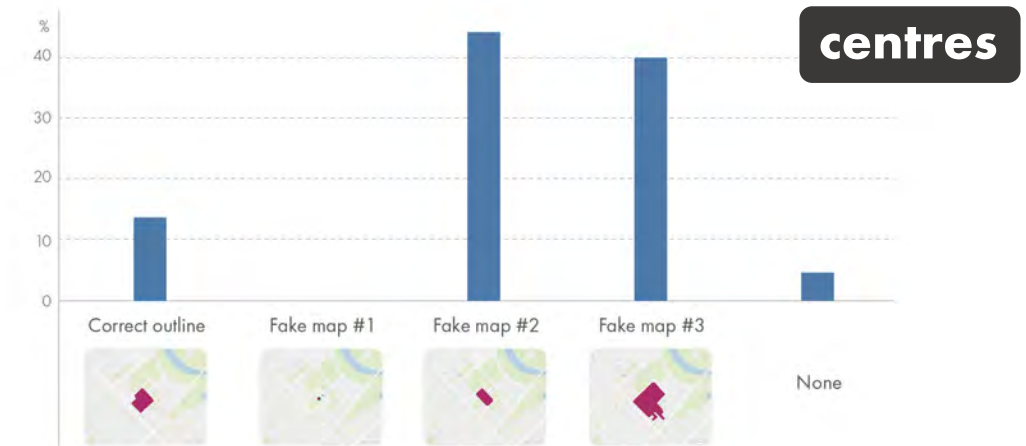 centres
%
40
30
20
10
0
Correct outline
Fake map #1
Fake map #2
Fake map #3
None